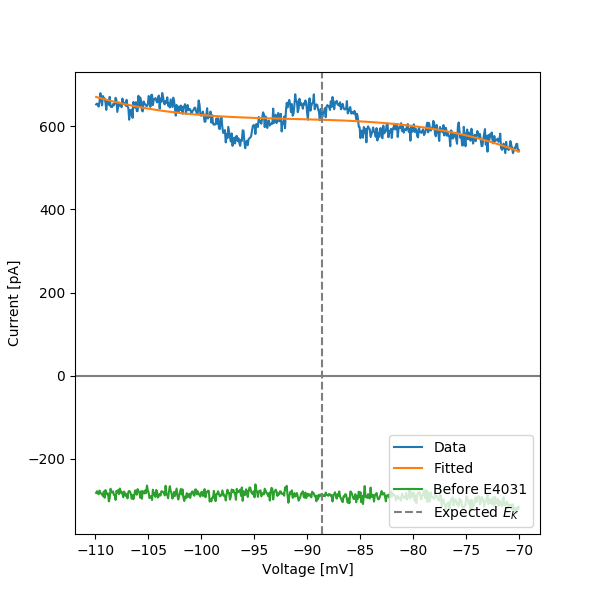 600
400
200
0
−200
−110
−105
−100
−95
−90
−85
−80
−75
−70
Current [pA]
Voltage [mV]
Data
Fitted
Before E4031
Expected E_K